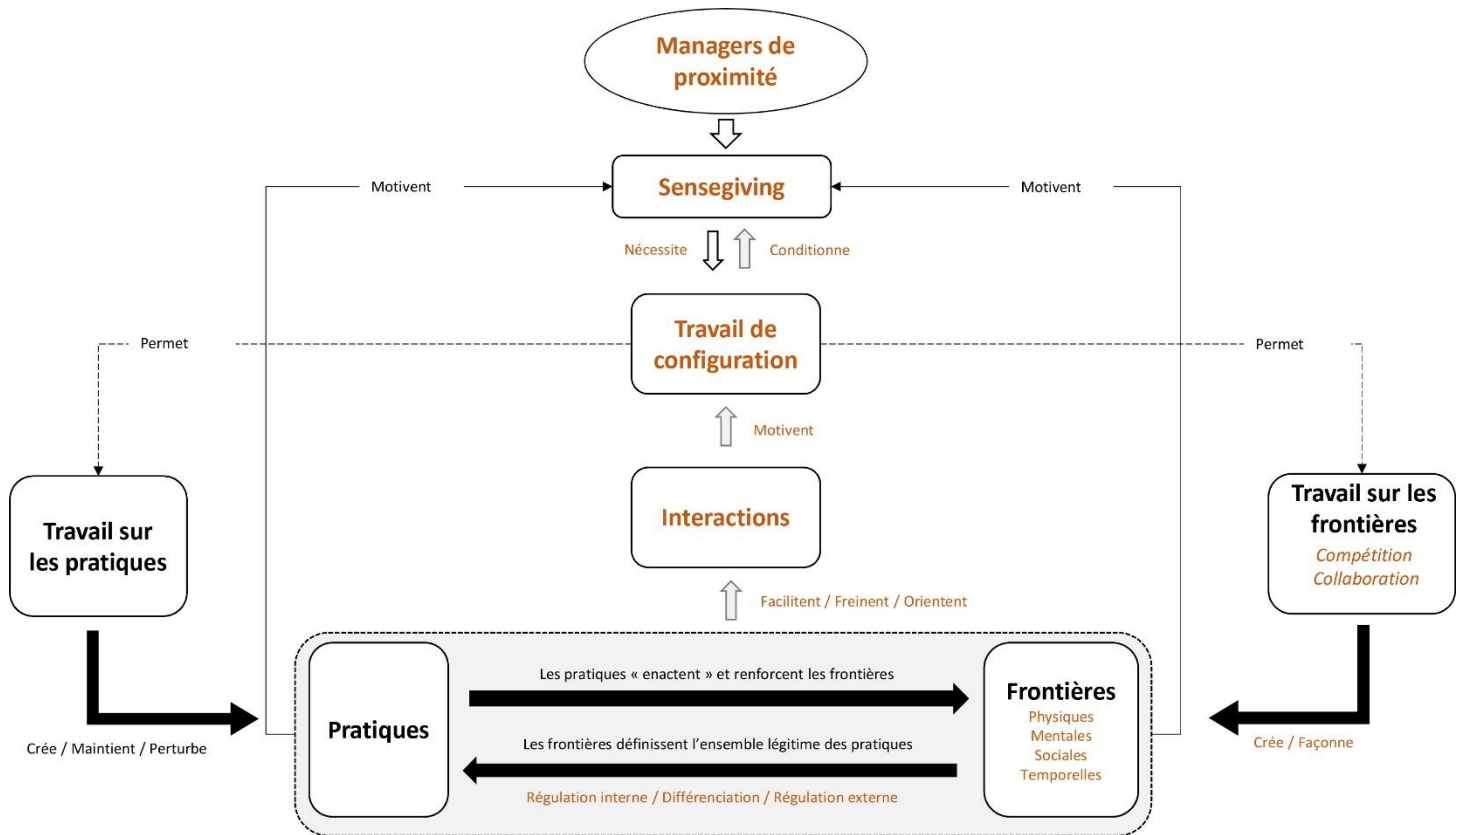 Managers de
proximité
Motivent
Sensegiving
Motivent
Nécessite
Conditionne
Travail de
configuration
Permet
Permet
Motivent
Travail sur
les pratiques
Interactions
Travail sur les
frontières
Compétition
Collaboration
Facilitent / Freinent / Orientent
Pratiques
Les pratiques « enactent » et renforcent les frontières
Frontières
Physiques
Mentales
Sociales
Temporelles
Les frontières définissent l’ensemble légitime des pratiques
Régulation interne / Différenciation / Régulation externe
Crée / Maintient / Perturbe
Crée / Façonne